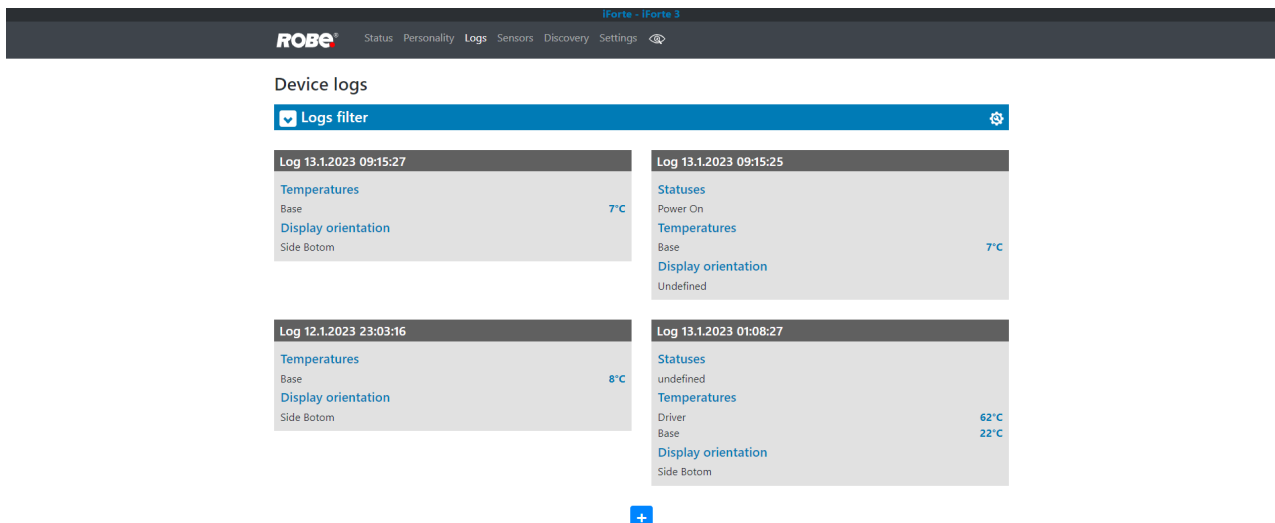 iForte - iForte 3
ROBE® Status Personality Logs Sensors Discovery Settings
Device logs
Logs filter
Log 13.1.2023 09:15:27
Temperatures
Base 7°C
Display orientation
Side Botom
Log 13.1.2023 09:15:25
Statuses
Power On
Temperatures
Base 7°C
Display orientation
Undefined
Log 12.1.2023 23:03:16
Temperatures
Base 8°C
Display orientation
Side Botom
Log 13.1.2023 01:08:27
Statuses
undefined
Temperatures
Driver 62°C
Base 22°C
Display orientation
Side Botom
+